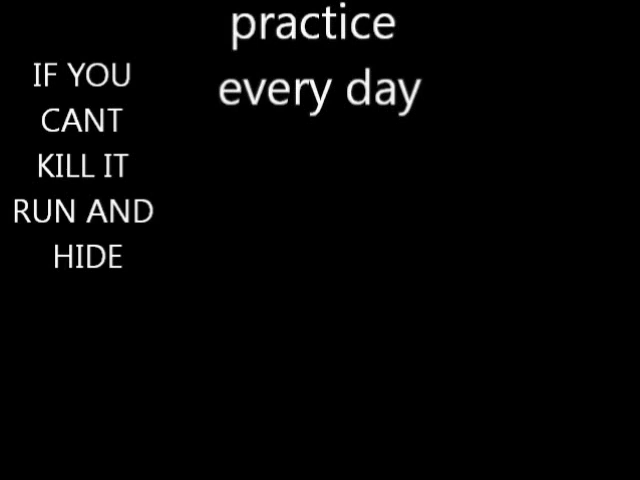 practice
every day
IF YOU
CANT
KILL IT
RUN AND
HIDE